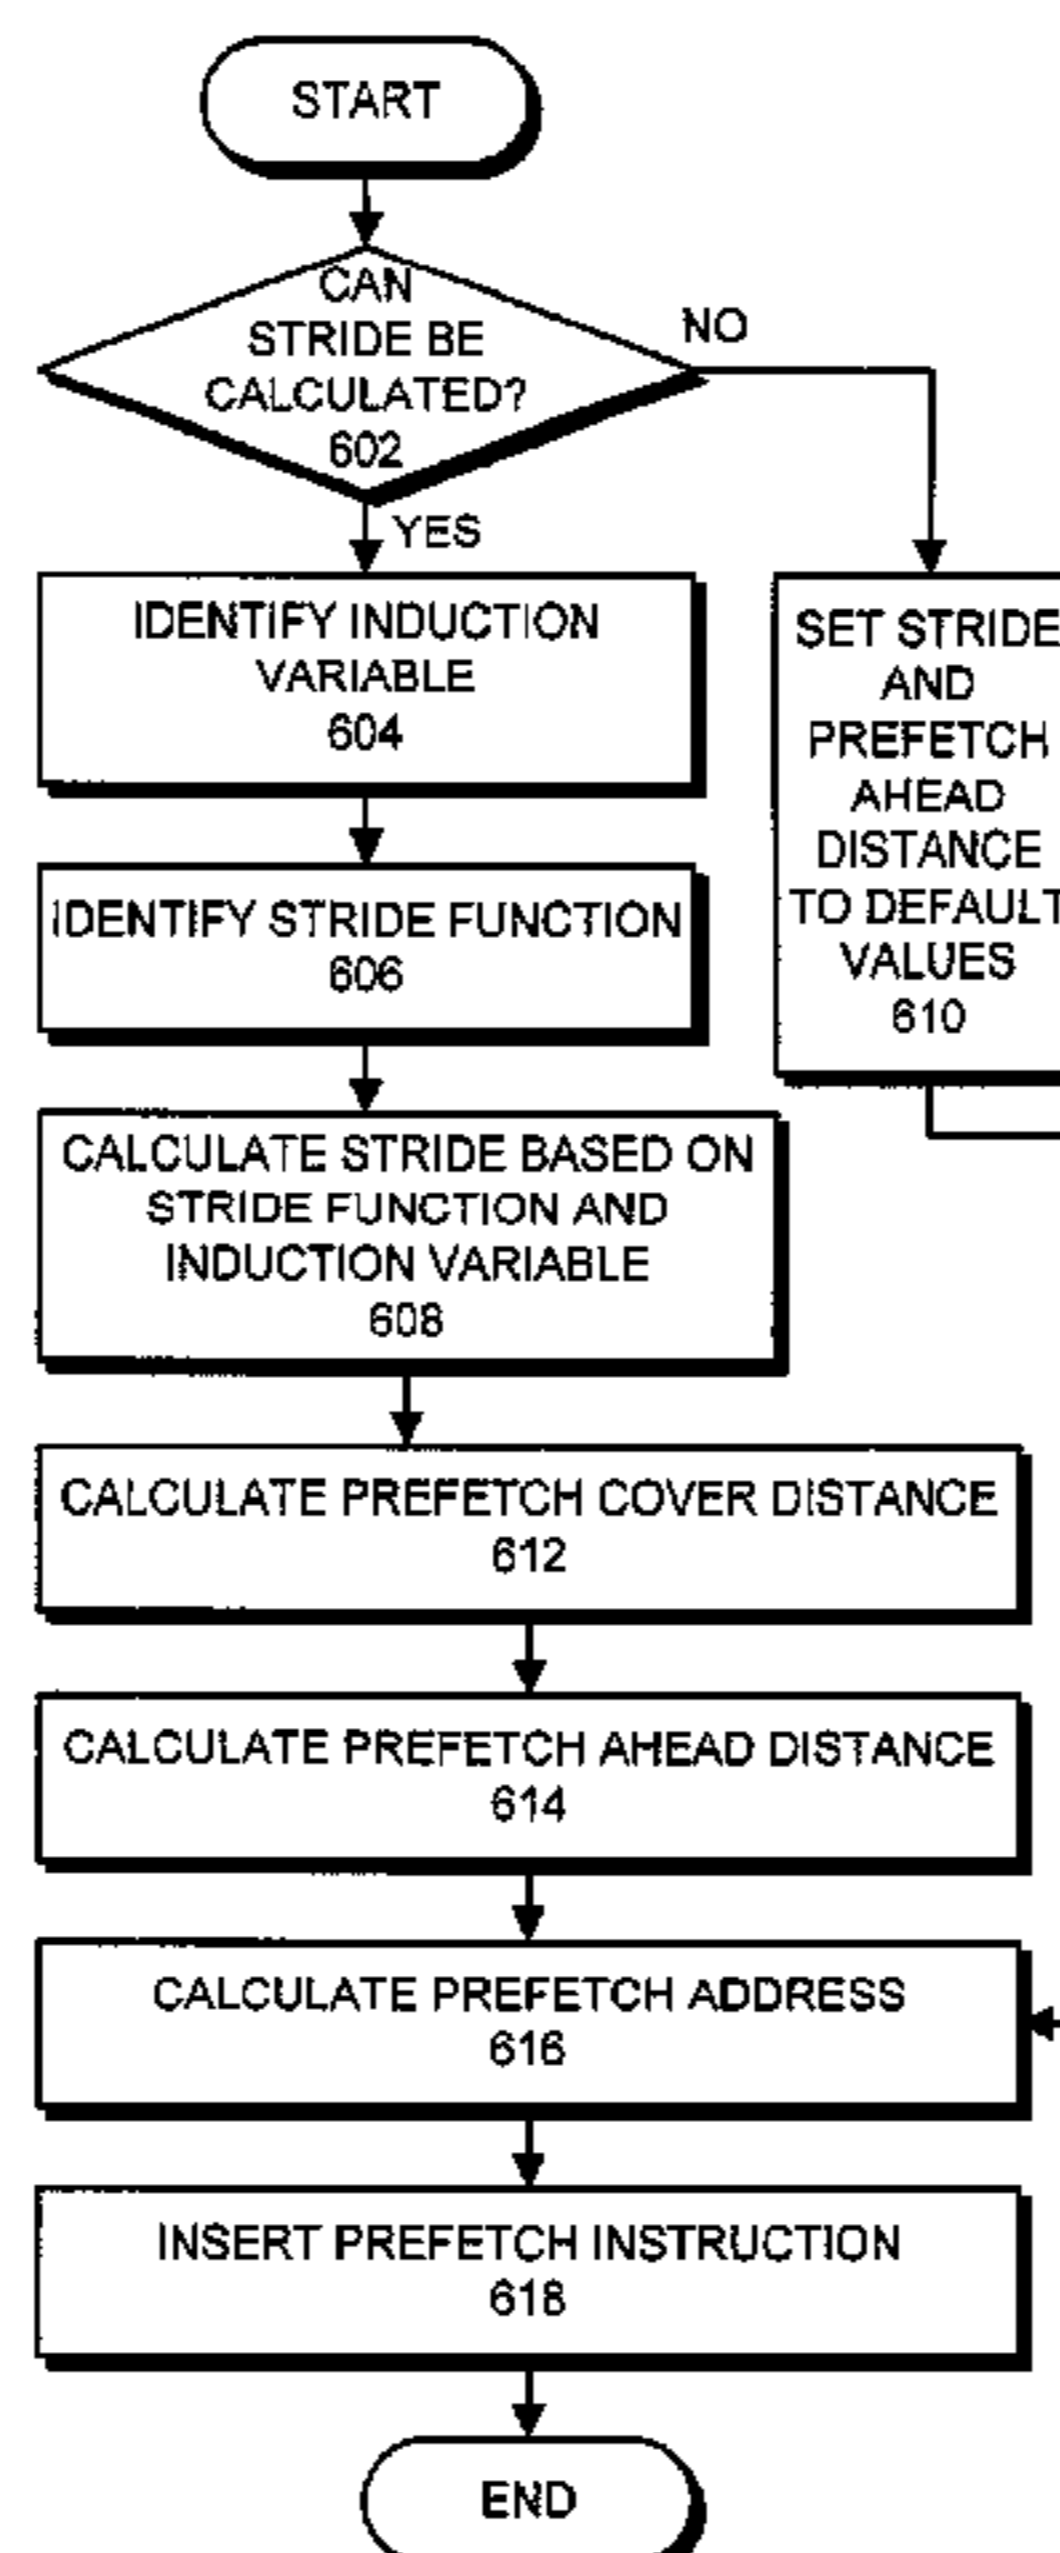 START
CAN
STRIDE BE
CALCULATED?
602
NO
YES
IDENTIFY INDUCTION
VARIABLE
604
SET STRIDE
AND
PREFETCH
AHEAD
DISTANCE
TO DEFAULT
VALUES
610
IDENTIFY STRIDE FUNCTION
606
CALCULATE STRIDE BASED ON
STRIDE FUNCTION AND
INDUCTION VARIABLE
608
CALCULATE PREFETCH COVER DISTANCE
612
CALCULATE PREFETCH AHEAD DISTANCE
614
CALCULATE PREFETCH ADDRESS
616
INSERT PREFETCH INSTRUCTION
618
END